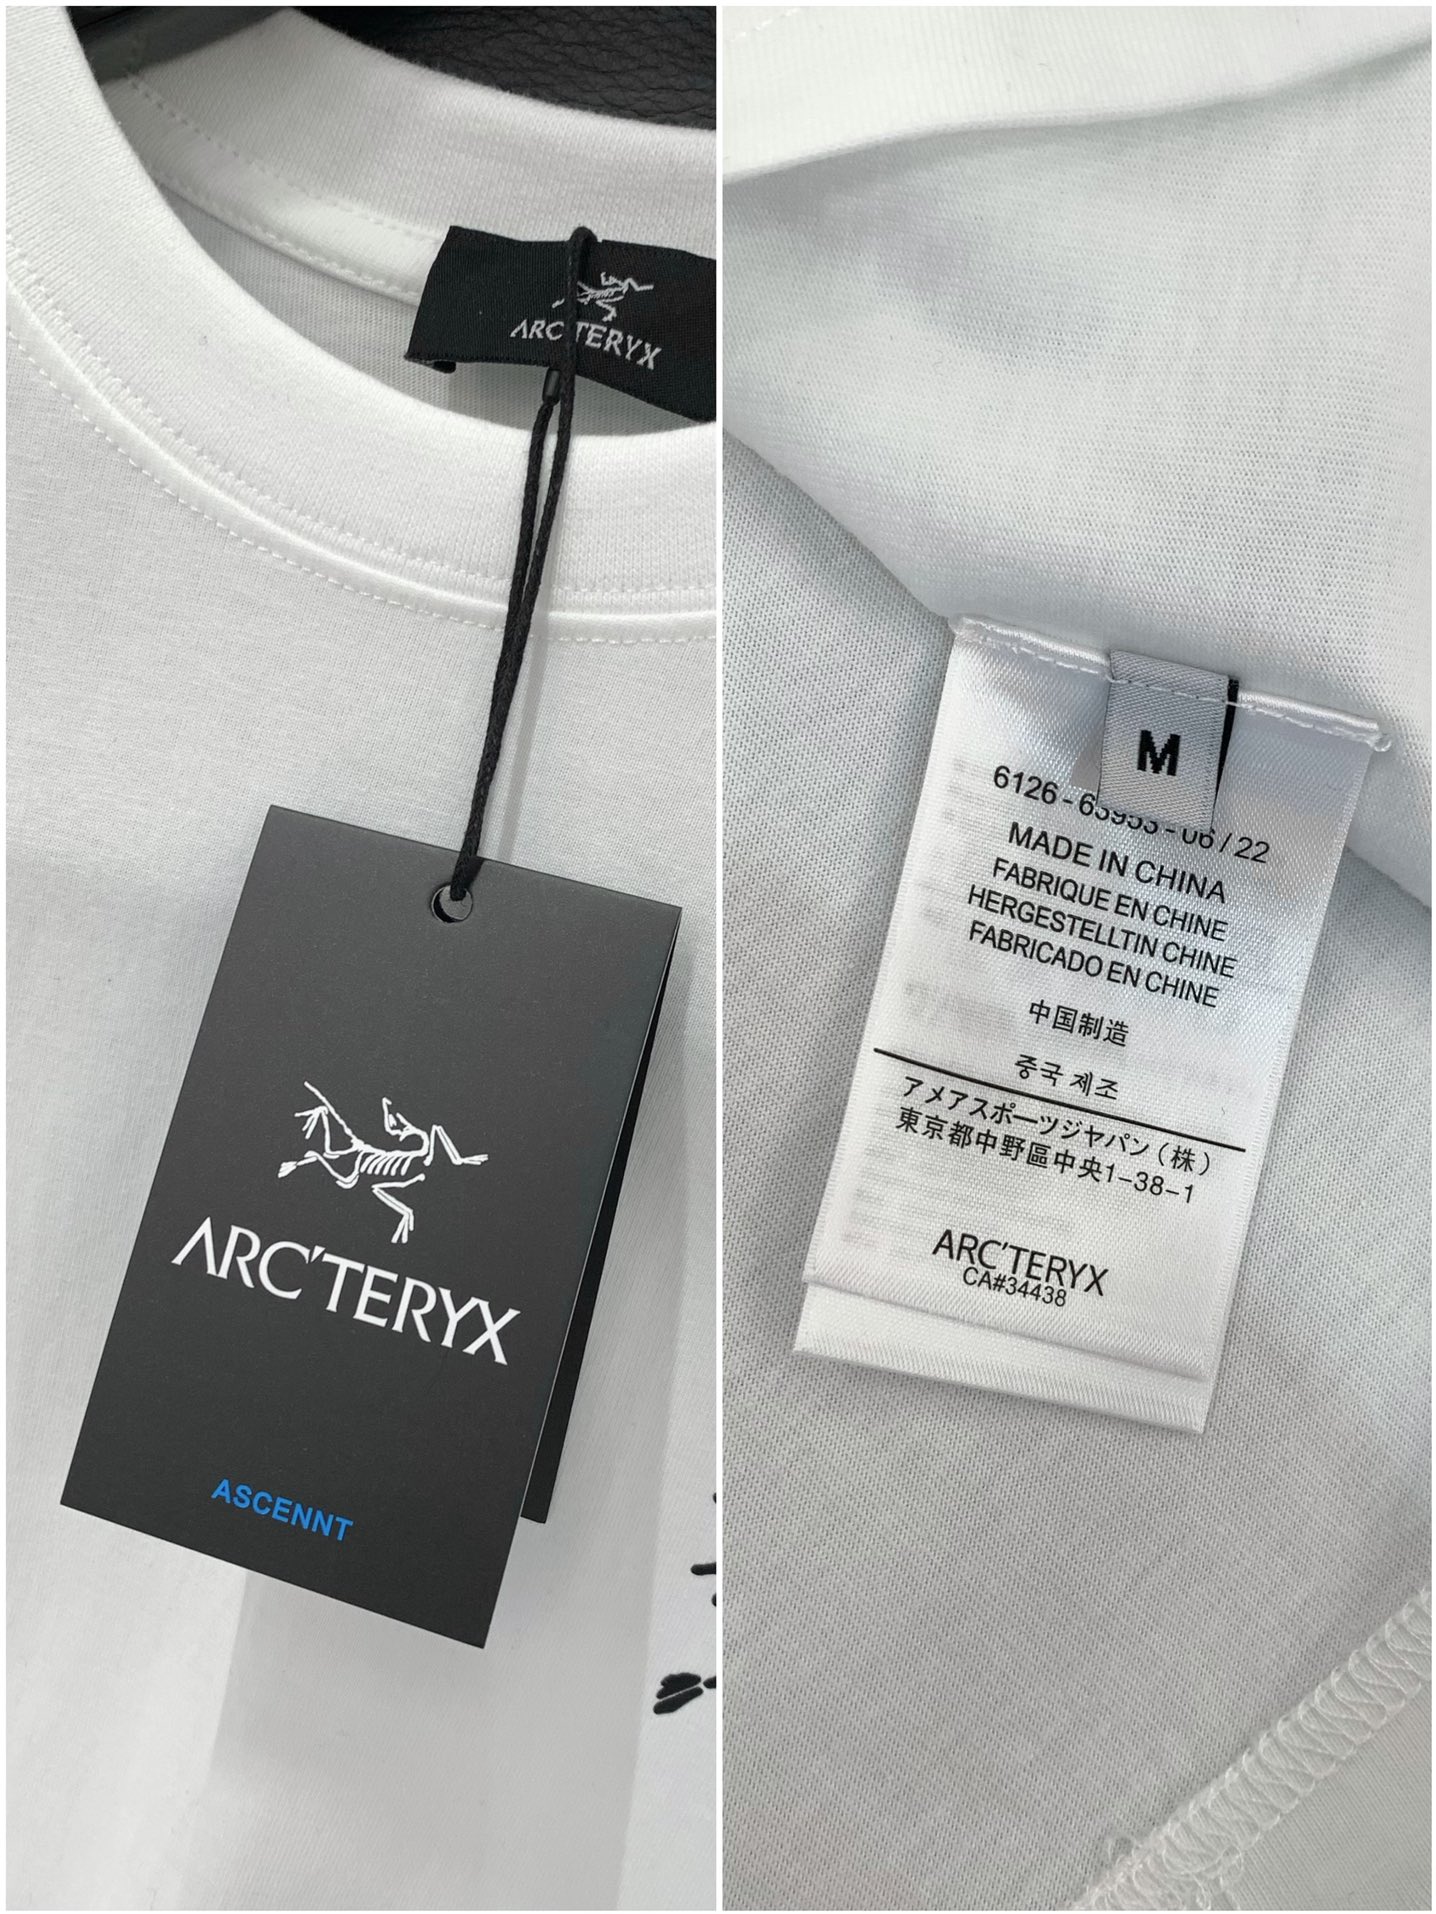 ARC'TERYX
ARC'TERYX
ASCENNT
M
6126-63953-06/22
MADE IN CHINA
FABRIQUE EN CHINE
HERGESTELLTIN CHINE
FABRICADO EN CHINE
中国制造
중국 제조
アメアスポーツジヤパン(株)
東京都中野區中央1-38-1
ARC'TERYX
CA#34438